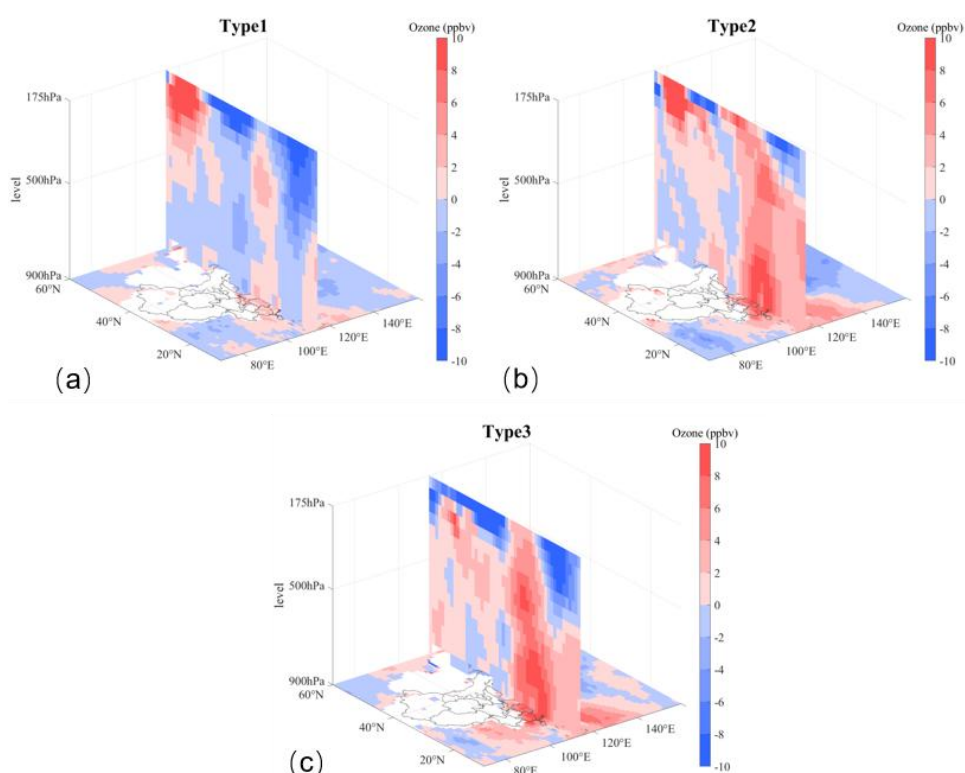 Type1
Ozone (ppbv)
10
8
6
4
2
0
-2
-4
-6
-8
-10
175hPa
500hPa
900hPa
level
60°N
40°N
20°N
80°E
100°E
120°E
140°E
(a)
Type2
Ozone (ppbv)
10
8
6
4
2
0
-2
-4
-6
-8
-10
175hPa
500hPa
900hPa
level
60°N
40°N
20°N
80°E
100°E
120°E
140°E
(b)
Type3
Ozone (ppbv)
10
8
6
4
2
0
-2
-4
-6
-8
-10
175hPa
500hPa
900hPa
level
60°N
40°N
20°N
80°E
100°E
120°E
140°E
(c)